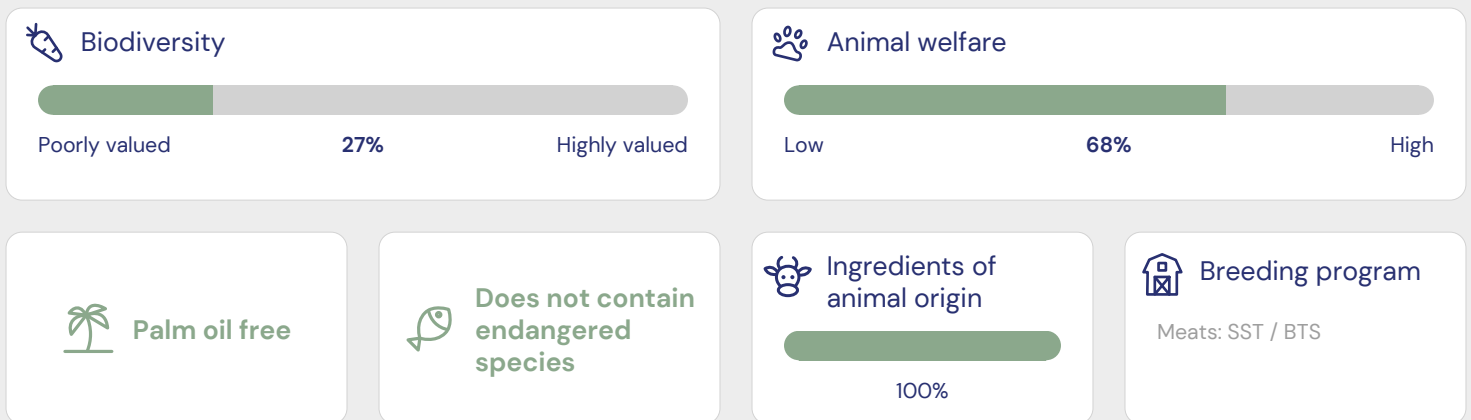 Biodiversity
Poorly valued 27% Highly valued
Animal welfare
Low 68% High
Palm oil free
Does not contain
endangered
species
Ingredients of
animal origin
100%
Breeding program
Meats: SST / BTS